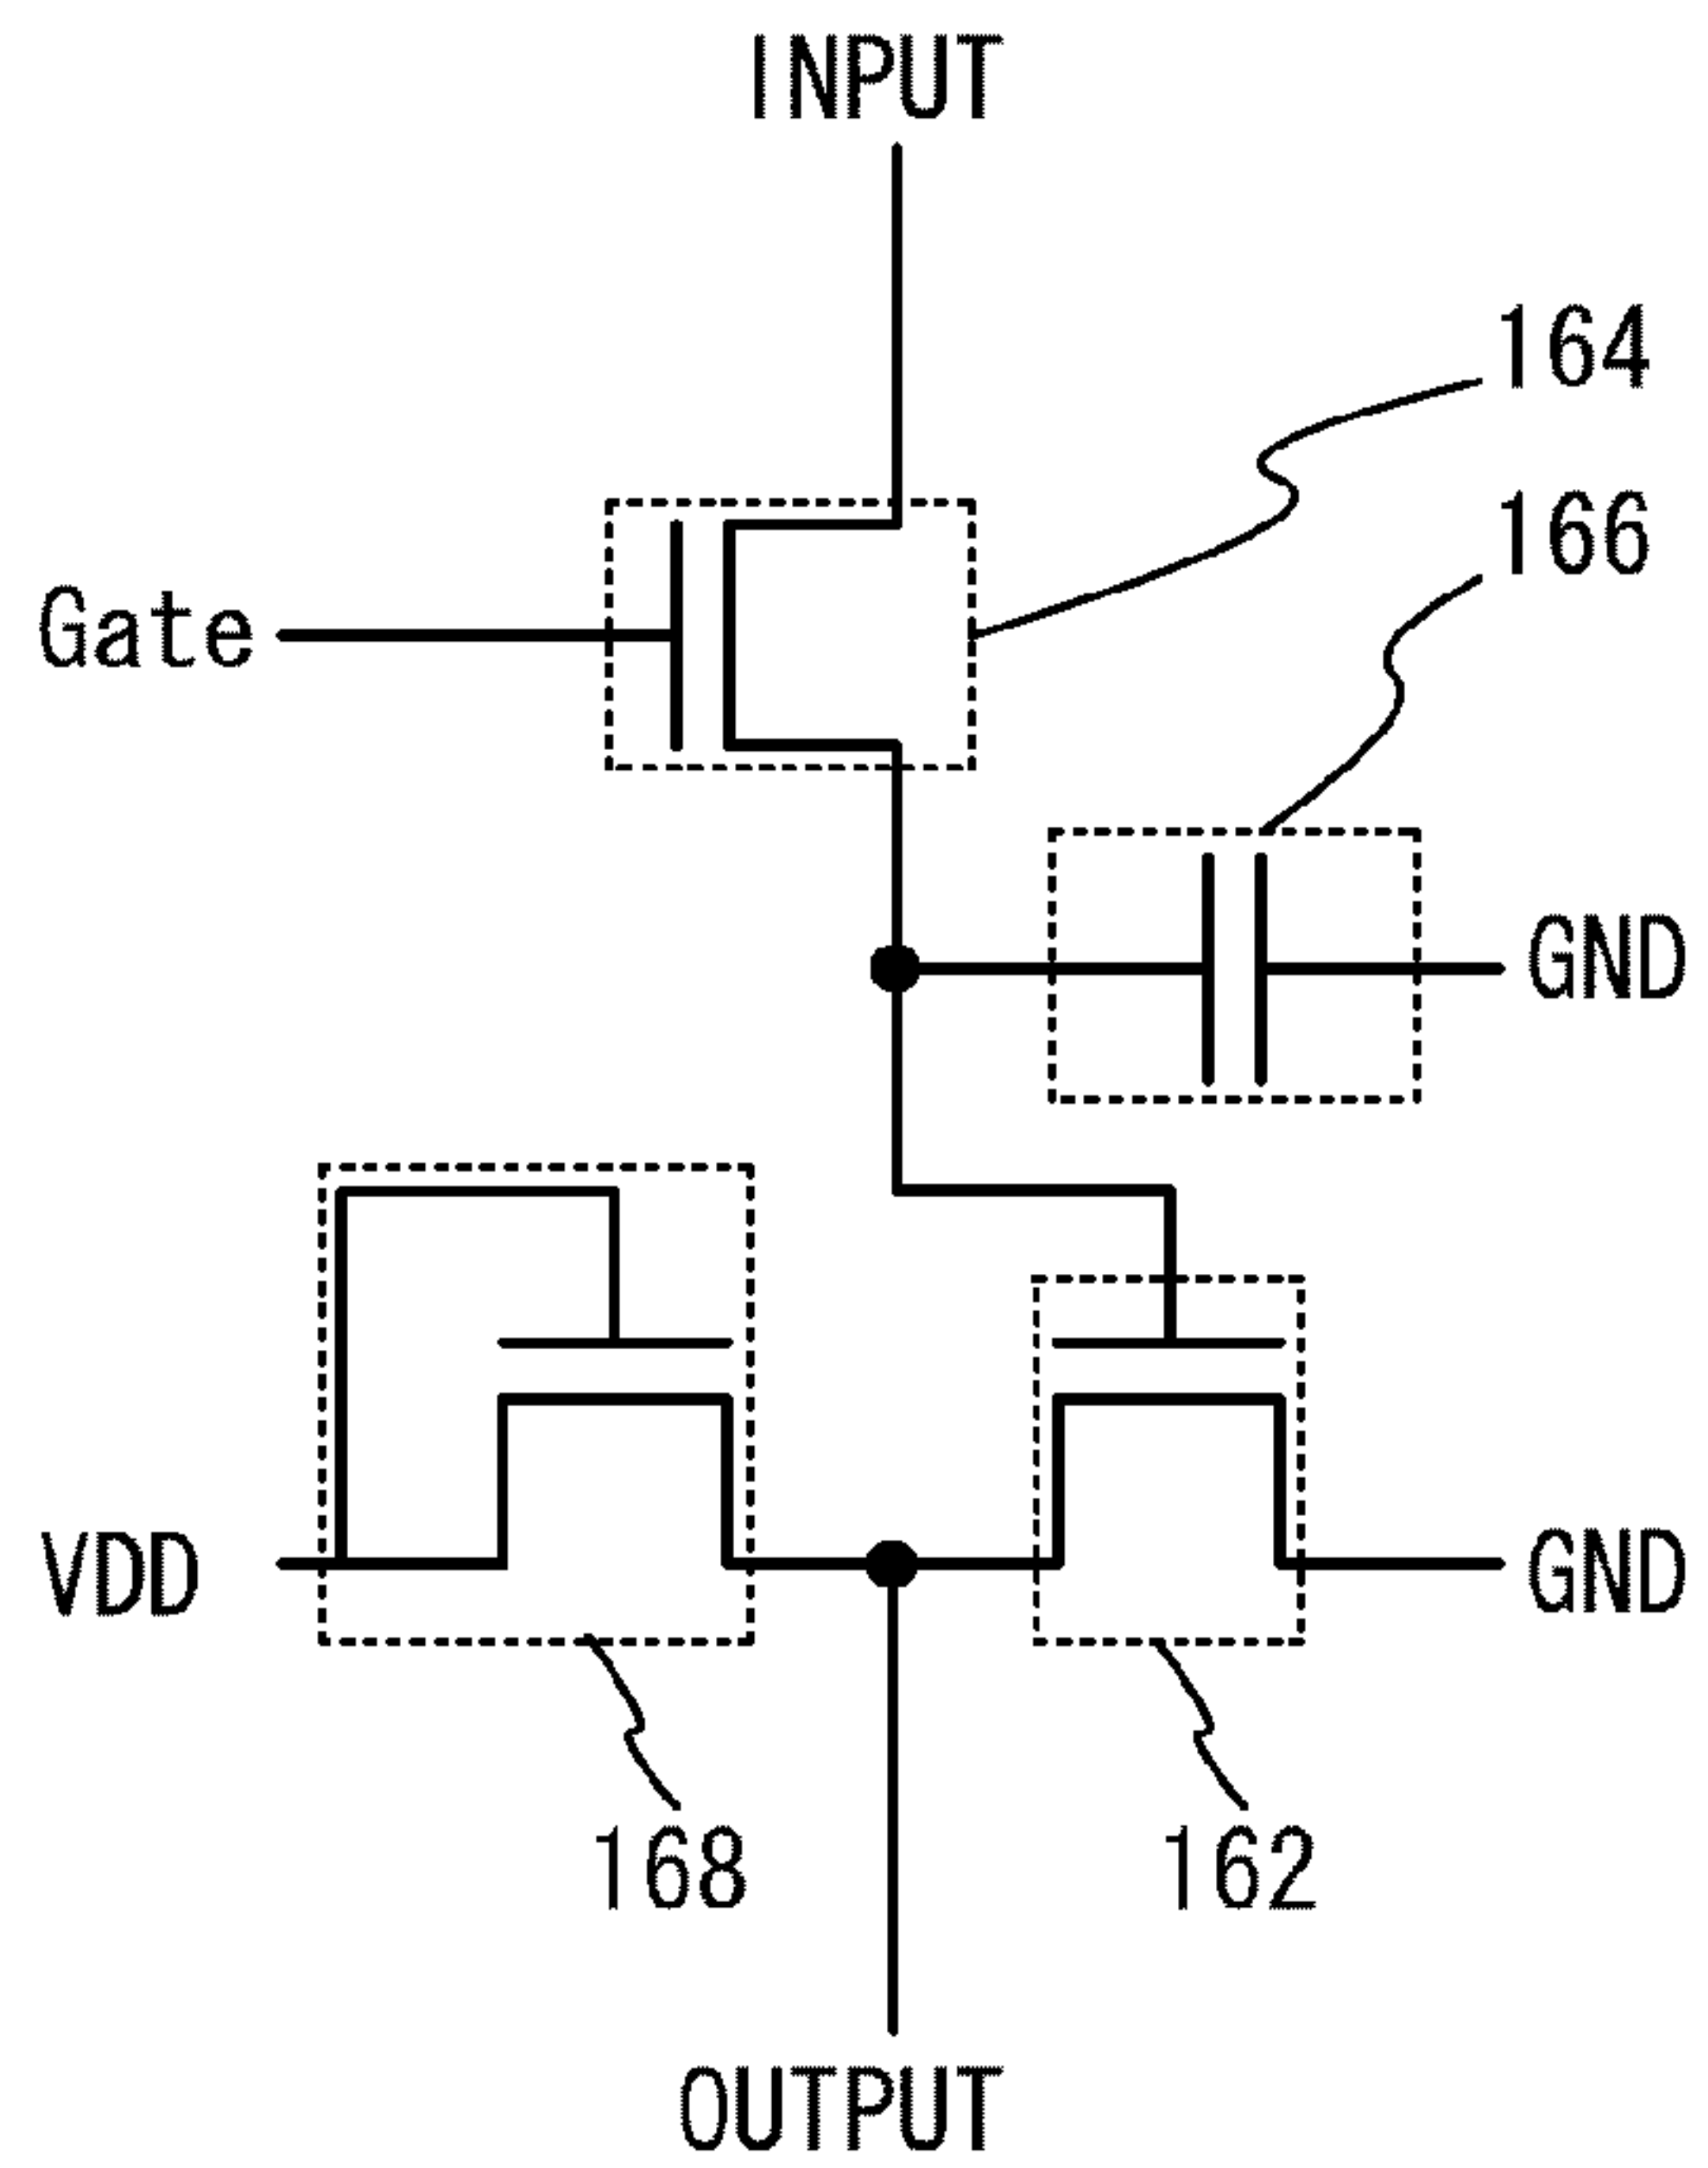 INPUT
164
166
Gate
GND
VDD
GND
168
162
OUTPUT